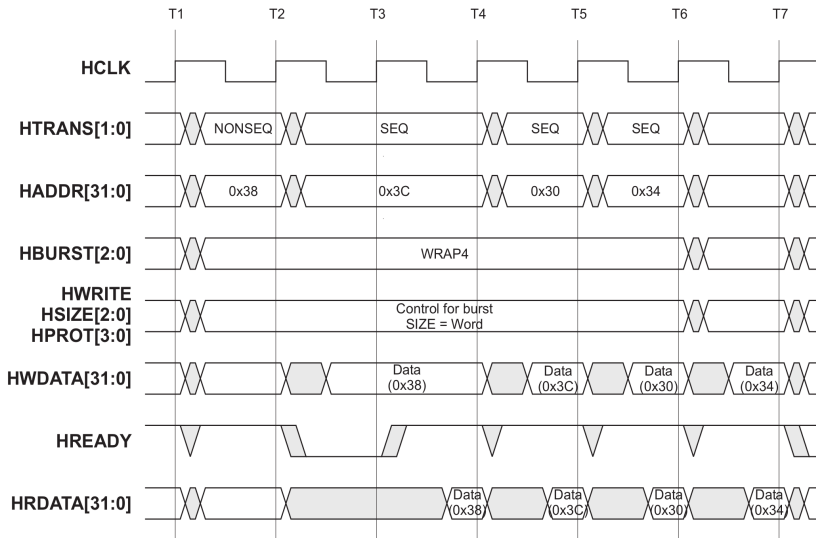 T1 T2 T3 T4 T5 T6 T7
HCLK
HTRANS[1:0] NONSEQ SEQ SEQ SEQ
HADDR[31:0] 0x38 0x3C 0x30 0x34
HBURST[2:0] WRAP4
HWRITE
HSIZE[2:0]
HPROT[3:0]
Control for burst
SIZE = Word
HWDATA[31:0]
Data
(0x38)
Data
(0x3C)
Data
(0x30)
Data
(0x34)
HREADY
HRDATA[31:0]
Data
(0x38)
Data
(0x3C)
Data
(0x30)
Data
(0x34)